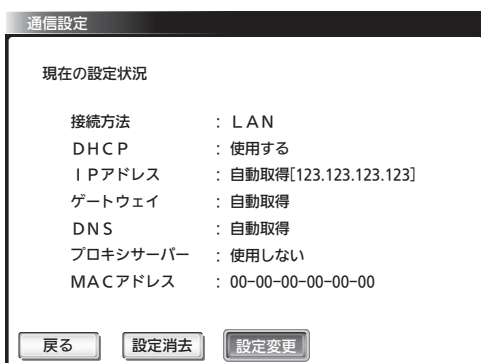 通信設定
現在の設定状況
接続方法 : ＬＡＮ
ＤＨＣＰ : 使用する
ＩＰアドレス : 自動取得[123.123.123.123]
ゲートウェイ : 自動取得
ＤＮＳ : 自動取得
プロキシサーバー : 使用しない
ＭＡＣアドレス : 00-00-00-00-00-00
戻る 設定消去 設定変更